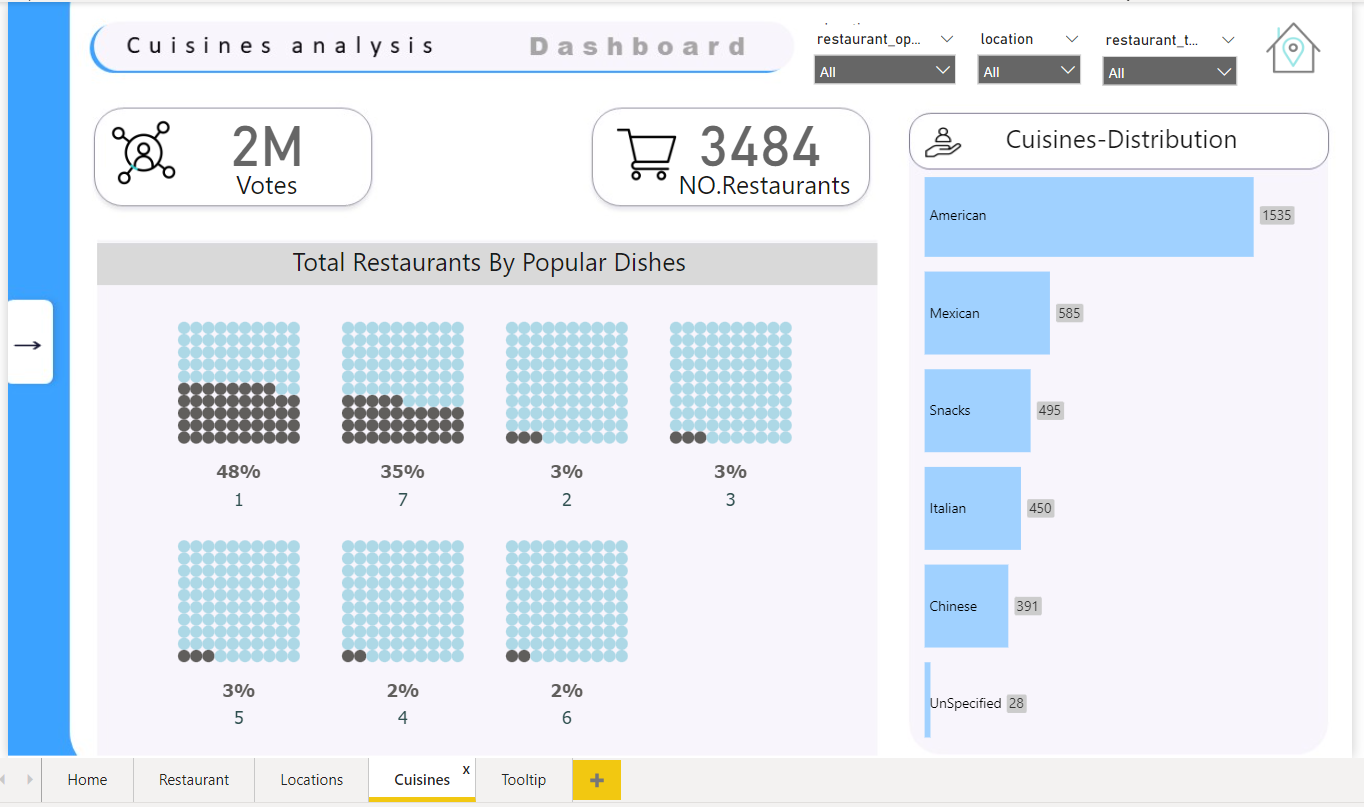 Cuisines analysis
Dashboard
restaurant_op...
All
location
All
restaurant_t...
All
2M
Votes
3484
NO.Restaurants
Cuisines-Distribution
American
1535
Mexican
585
Snacks
495
Italian
450
Chinese
391
UnSpecified
28
Total Restaurants By Popular Dishes
48%
35%
3%
3%
1
7
2
3
3%
2%
2%
5
4
6
Home
Restaurant
Locations
Cuisines
x
Tooltip
+